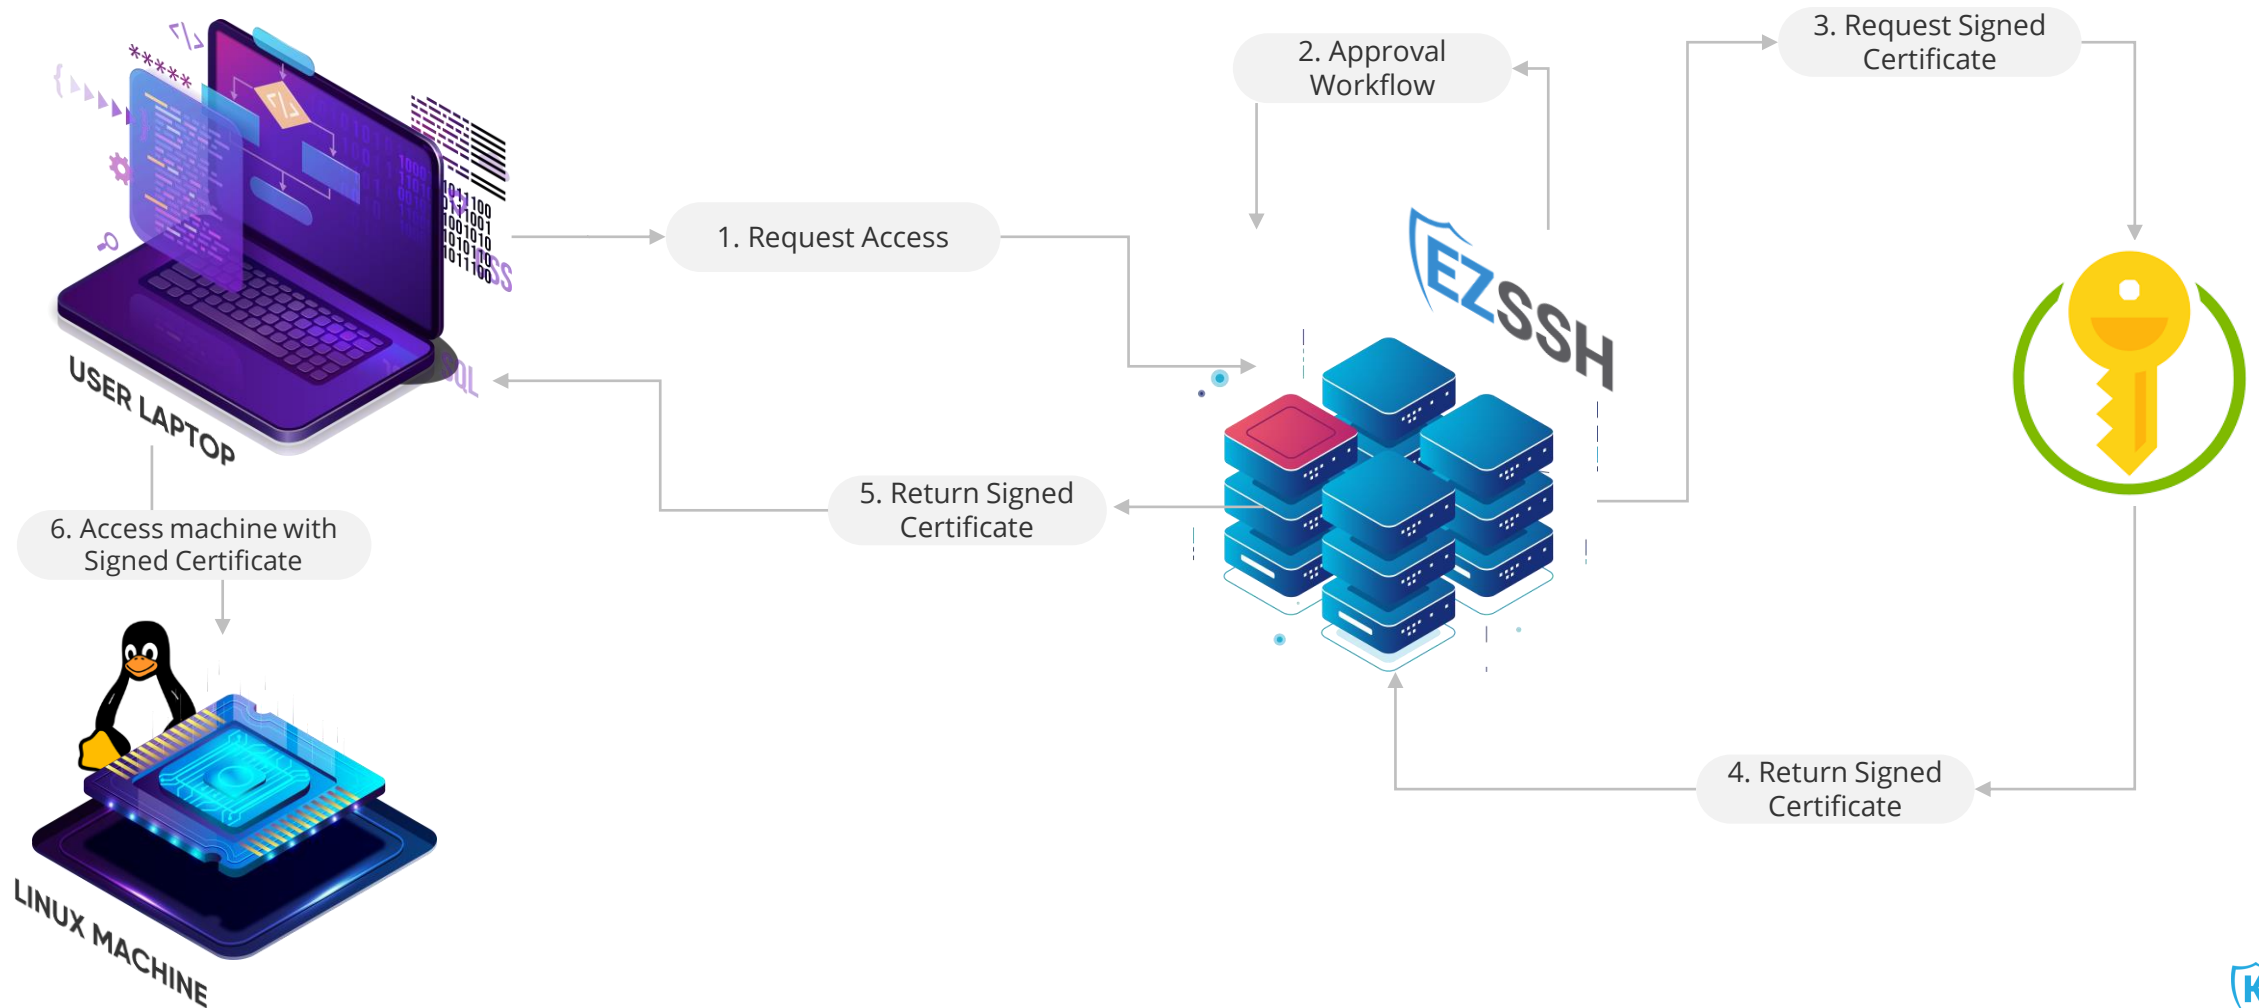 3. Request Signed
Certificate
2. Approval
Workflow
*****
</>
</>
1. Request Access
EZSSH
SQL
USER LAPTOP
5. Return Signed
Certificate
6. Access machine with
Signed Certificate
4. Return Signed
Certificate
LINUX MACHINE
K